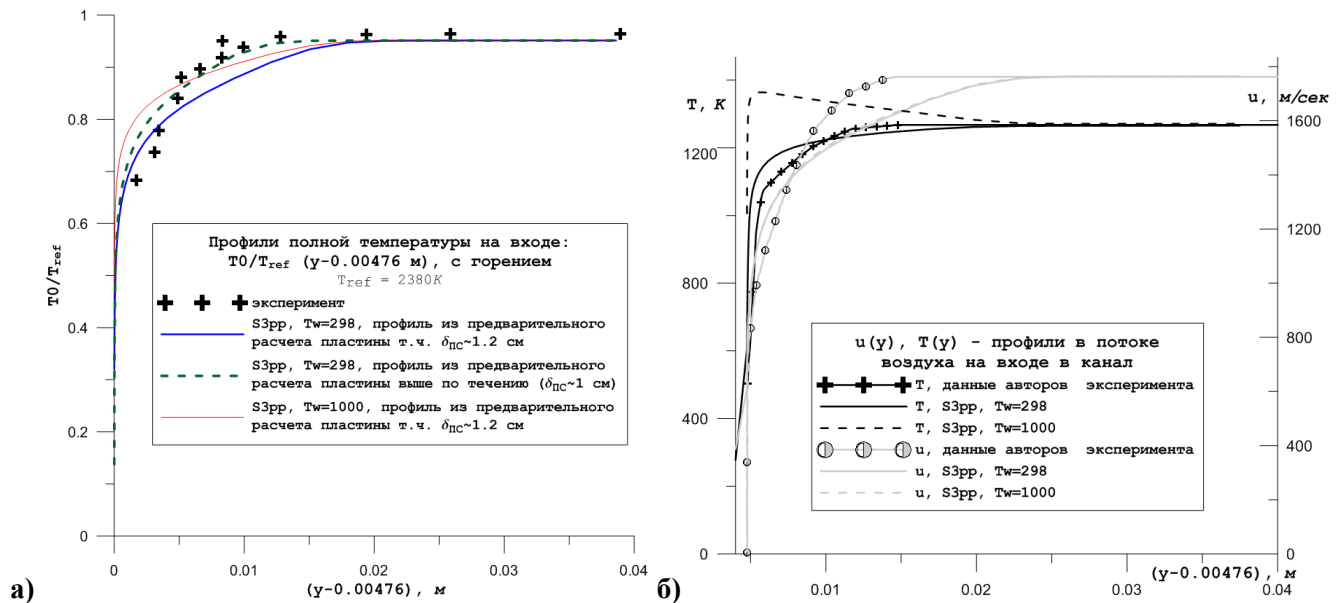 1
0.8
0.6
0.4
0.2
0
T0/Tref
Профили полной температуры на входе:
T0/Tref (y-0.00476 м), с горением
Tref = 2380K
эксперимент
S3pp, Tw=298, профиль из предварительного
расчета пластины т.ч. δПС~1.2 см
S3pp, Tw=298, профиль из предварительного
расчета пластины выше по течению (δПС~1 см)
S3pp, Tw=1000, профиль из предварительного
расчета пластины т.ч. δПС~1.2 см
0 0.01 0.02 0.03 0.04
(y-0.00476), м
а)
T, K
1200
800
400
0
u, м/сек
1600
1200
800
400
0
u(y), T(y) - профили в потоке
воздуха на входе в канал
T, данные авторов эксперимента
T, S3pp, Tw=298
T, S3pp, Tw=1000
u, данные авторов эксперимента
u, S3pp, Tw=298
u, S3pp, Tw=1000
0.01 0.02 0.03 0.04
(y-0.00476), м
б)